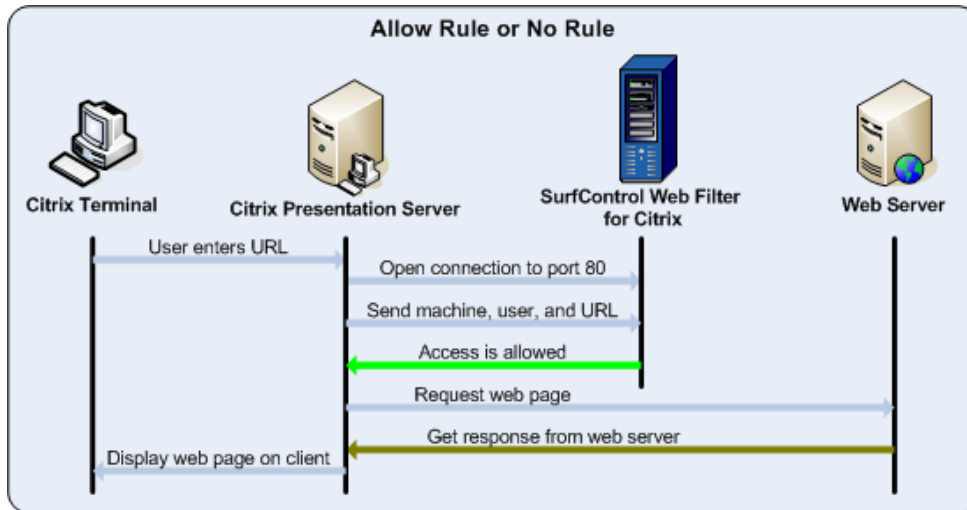 Allow Rule or No Rule
Citrix Terminal
Citrix Presentation Server
SurfControl Web Filter
for Citrix
Web Server
User enters URL
Open connection to port 80
Send machine, user, and URL
Access is allowed
Request web page
Get response from web server
Display web page on client